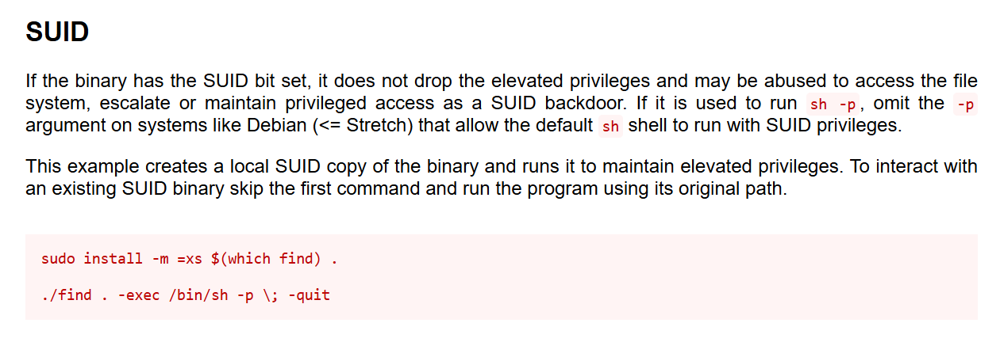 SUID
If the binary has the SUID bit set, it does not drop the elevated privileges and may be abused to access the file
system, escalate or maintain privileged access as a SUID backdoor. If it is used to run sh -p, omit the -p
argument on systems like Debian (<= Stretch) that allow the default sh shell to run with SUID privileges.
This example creates a local SUID copy of the binary and runs it to maintain elevated privileges. To interact with
an existing SUID binary skip the first command and run the program using its original path.
sudo install -m =xs $(which find) .
./find . -exec /bin/sh -p \; -quit